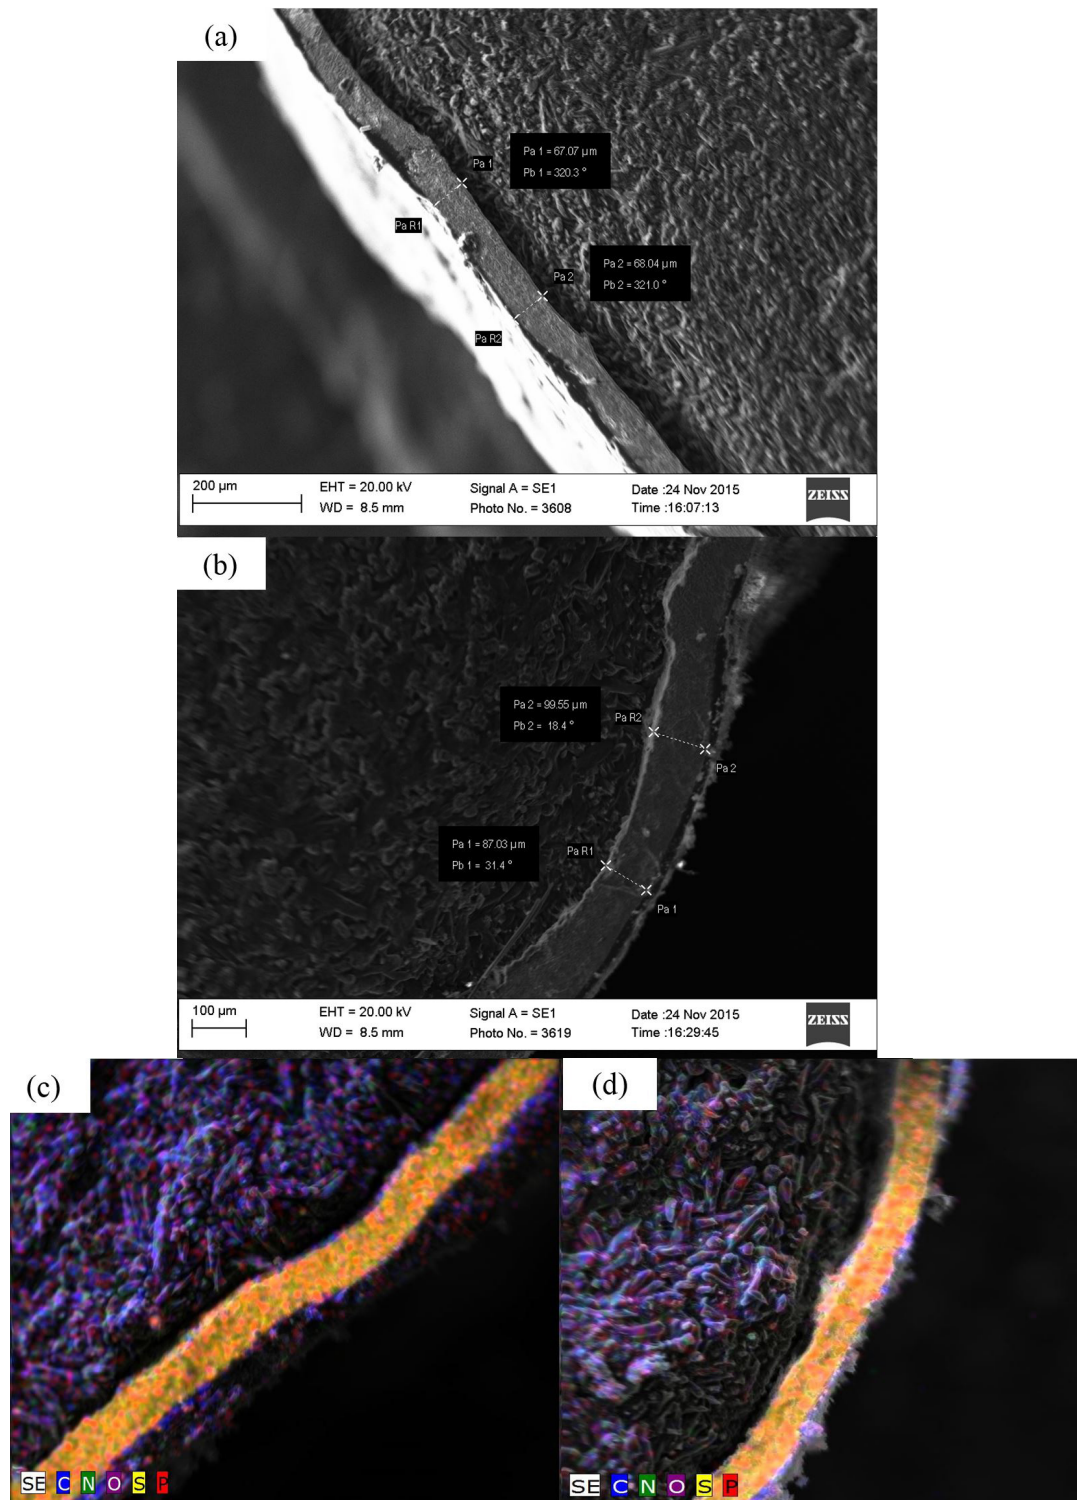 (a)
Pa 1
Pa 1 = 67.07 µm
Pb 1 = 320.3 °
Pa R1
Pa 2
Pa 2 = 68.04 µm
Pb 2 = 321.0 °
Pa R2
200 µm
EHT = 20.00 kV
Signal A = SE1
Date :24 Nov 2015
WD = 8.5 mm
Photo No. = 3608
Time :16:07:13
ZEISS
(b)
Pa 2 = 99.55 µm
Pb 2 = 18.4 °
Pa R2
Pa 2
Pa 1 = 87.03 µm
Pb 1 = 31.4 °
Pa R1
Pa 1
100 µm
EHT = 20.00 kV
Signal A = SE1
Date :24 Nov 2015
WD = 8.5 mm
Photo No. = 3619
Time :16:29:45
ZEISS
(c)
SE C N O S P
(d)
SE C N O S P